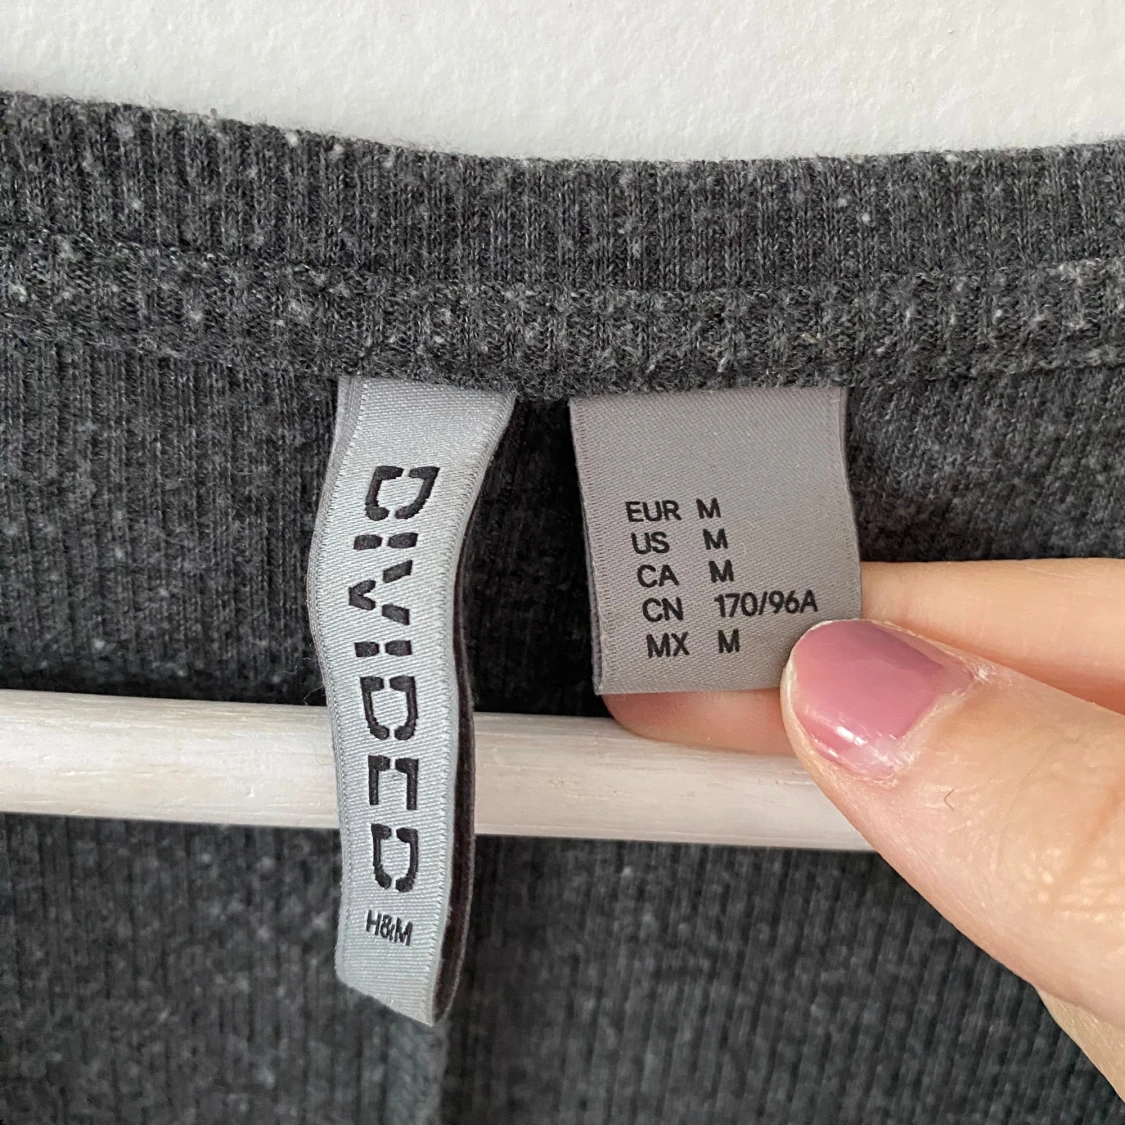 DIVIDED
H&M
EUR M
US M
CA M
CN 170/96A
MX M